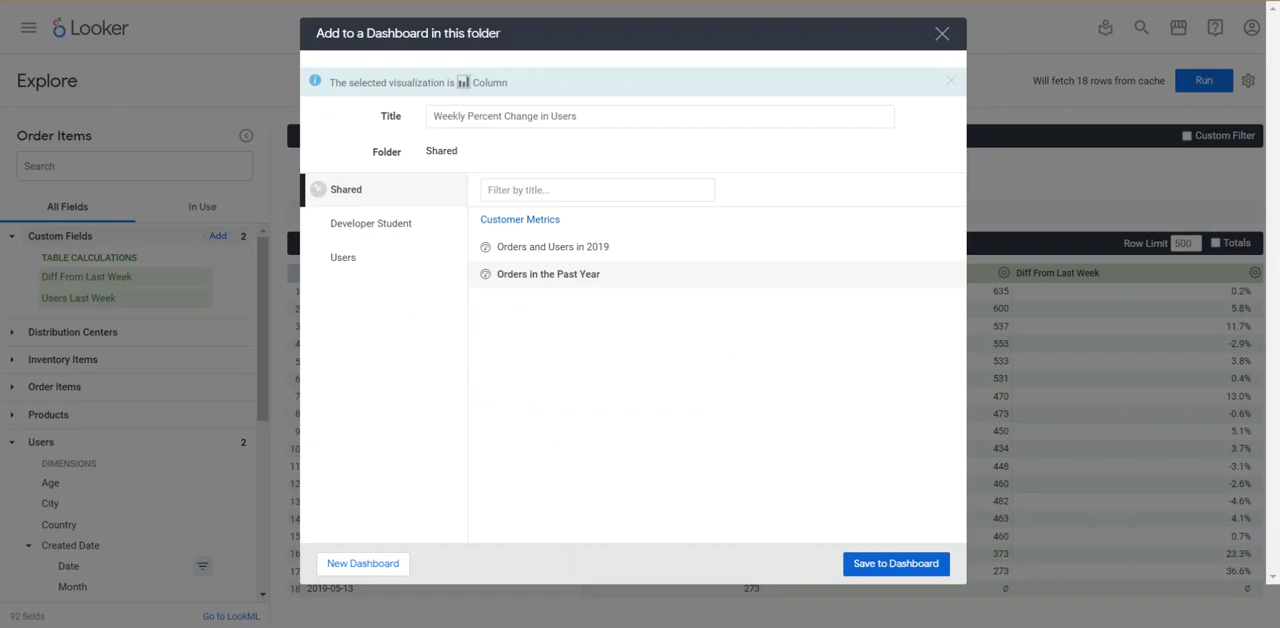 Add to a Dashboard in this folder
Looker
Explore
Will fetch 18 rows from cache
Run
The selected visualization is Column
Title
Weekly Percent Change in Users
Folder
Shared
Order Items
Search
All Fields
In Use
Custom Fields
Add
2
TABLE CALCULATIONS
Diff From Last Week
Users Last Week
Distribution Centers
Inventory Items
Order Items
Products
Users
2
DIMENSIONS
Age
City
Country
Created Date
Date
Month
92 fields
Go to LookML
Shared
Developer Student
Users
Filter by title...
Customer Metrics
Orders and Users in 2019
Orders in the Past Year
New Dashboard
Save to Dashboard
Custom Filter
Row Limit 500 Totals
Diff From Last Week
635 0.2%
600 5.8%
537 11.7%
553 -2.9%
533 3.8%
531 0.4%
470 13.0%
473 -0.6%
450 5.1%
434 3.7%
448 -3.1%
460 -2.6%
482 -4.6%
463 4.1%
460 0.7%
373 23.3%
273 36.6%
18 2019-05-13 273 ∅ ∅